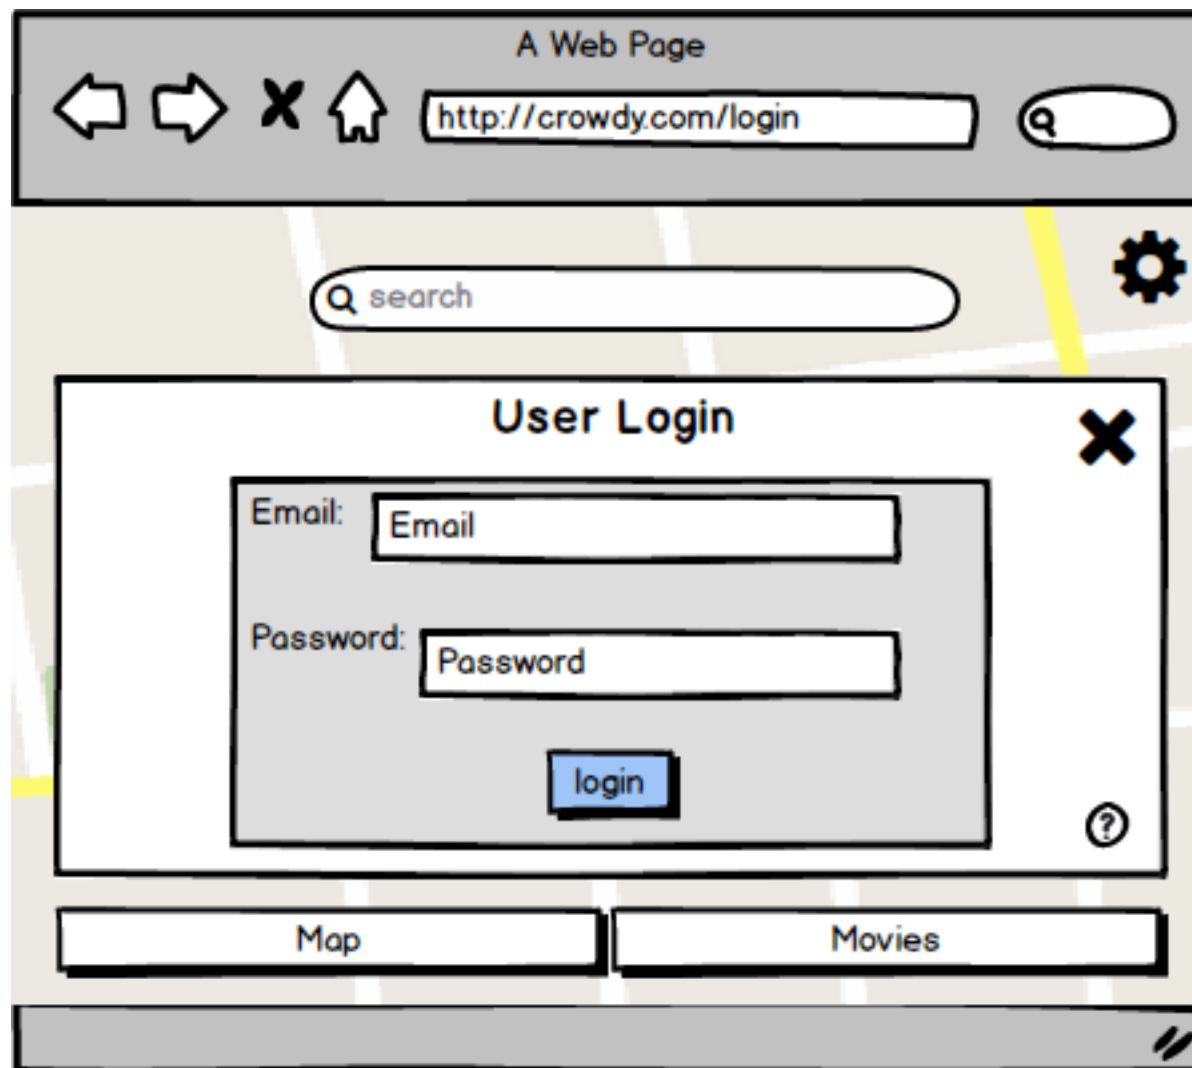 A Web Page
http://crowdy.com/login
search
User Login
Email:
Email
Password:
Password
login
?
Map
Movies